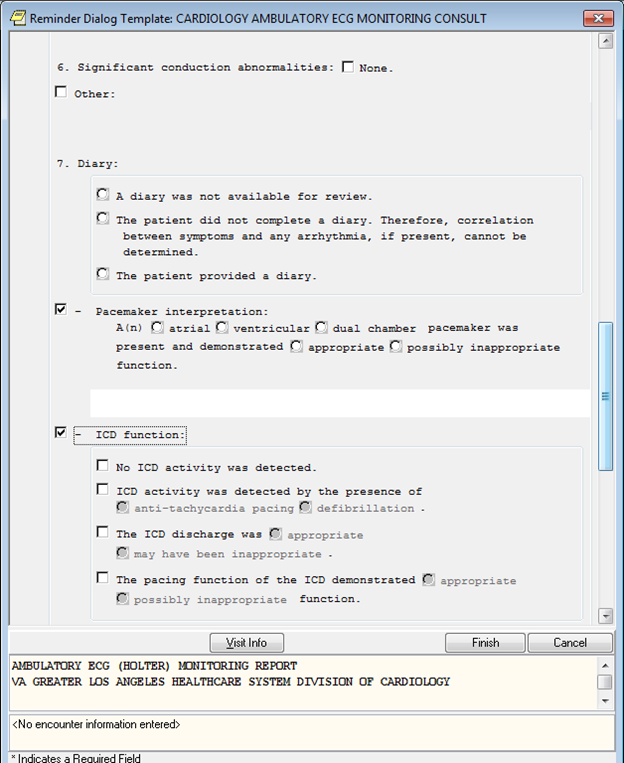 Reminder Dialog Template: CARDIOLOGY AMBULATORY ECG MONITORING CONSULT
6. Significant conduction abnormalities: None.
Other:
7. Diary:
A diary was not available for review.
The patient did not complete a diary. Therefore, correlation
between symptoms and any arrhythmia, if present, cannot be
determined.
The patient provided a diary.
- Pacemaker interpretation:
A(n) atrial ventricular dual chamber pacemaker was
present and demonstrated appropriate possibly inappropriate
function.
- ICD function:
No ICD activity was detected.
ICD activity was detected by the presence of
anti-tachycardia pacing defibrillation .
The ICD discharge was appropriate
may have been inappropriate .
The pacing function of the ICD demonstrated appropriate
possibly inappropriate function.
Visit Info Finish Cancel
AMBULATORY ECG (HOLTER) MONITORING REPORT
VA GREATER LOS ANGELES HEALTHCARE SYSTEM DIVISION OF CARDIOLOGY
<No encounter information entered>
* Indicates a Required Field